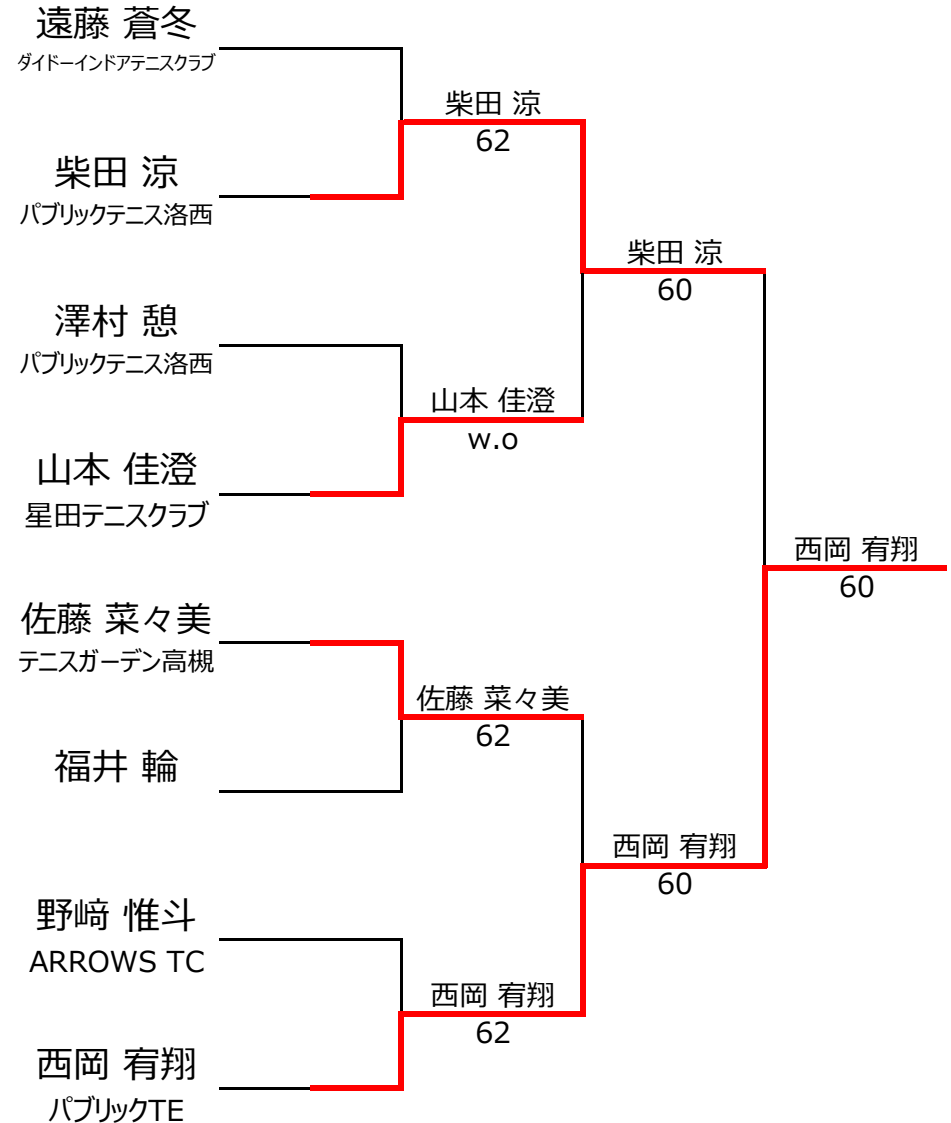 遠藤 蒼冬
ダイドーインドアテニスクラブ
柴田 涼
62
柴田 涼
パブリックテニス洛西
柴田 涼
60
澤村 憩
パブリックテニス洛西
山本 佳澄
w.o
山本 佳澄
星田テニスクラブ
西岡 宥翔
60
佐藤 菜々美
テニスガーデン高槻
佐藤 菜々美
62
福井 輪
西岡 宥翔
60
野﨑 惟斗
ARROWS TC
西岡 宥翔
62
西岡 宥翔
パブリックTE